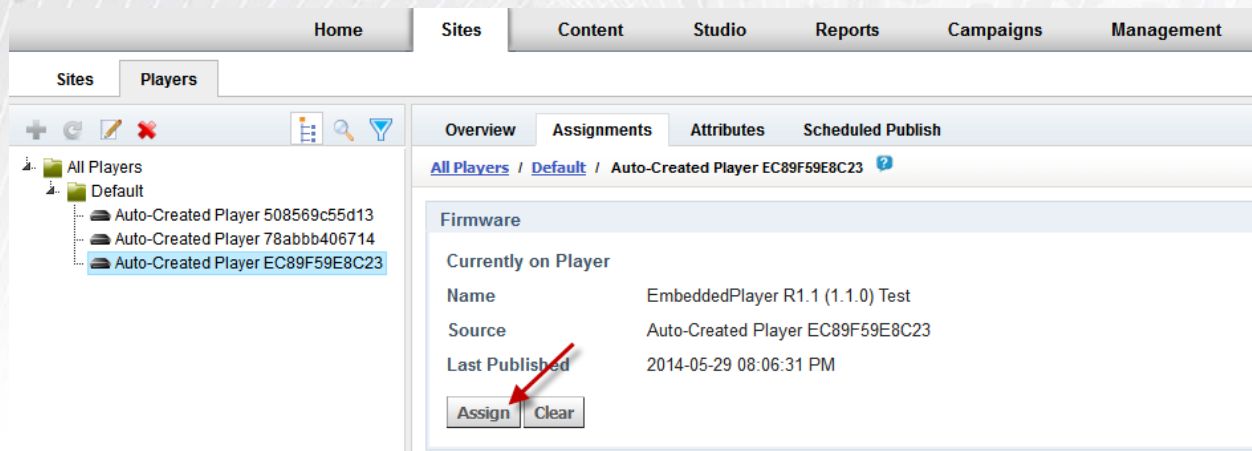 Home Sites Content Studio Reports Campaigns Management
Sites Players
Overview Assignments Attributes Scheduled Publish
All Players
Default
Auto-Created Player 508569c55d13
Auto-Created Player 78abbb406714
Auto-Created Player EC89F59E8C23
All Players / Default / Auto-Created Player EC89F59E8C23 ?
Firmware
Currently on Player
Name EmbeddedPlayer R1.1 (1.1.0) Test
Source Auto-Created Player EC89F59E8C23
Last Published 2014-05-29 08:06:31 PM
Assign Clear